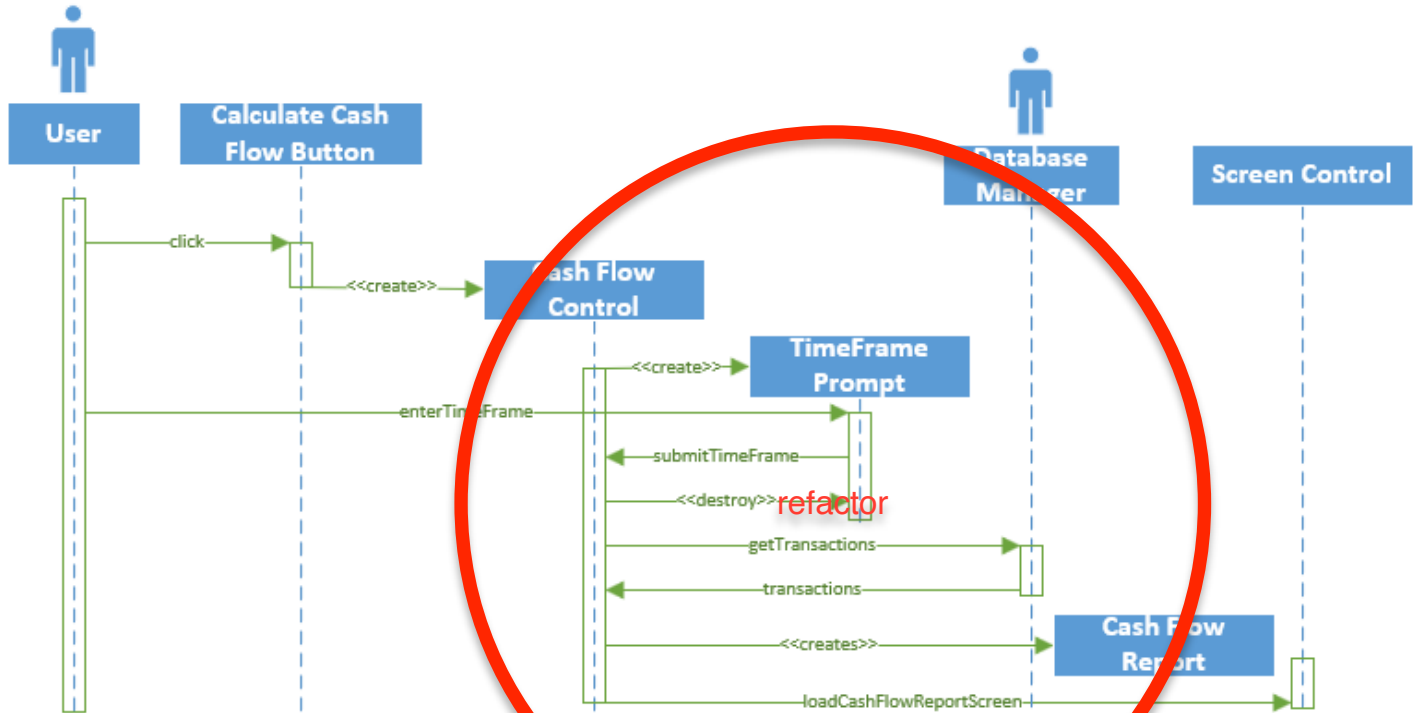 User
Calculate Cash
Flow Button
Database
Manager
Screen Control
click
<<create>>
Cash Flow
Control
<<create>>
TimeFrame
Prompt
enterTimeFrame
submitTimeFrame
<<destroy>>
refactor
getTransactions
transactions
<<creates>>
Cash Flow
Report
loadCashFlowReportScreen